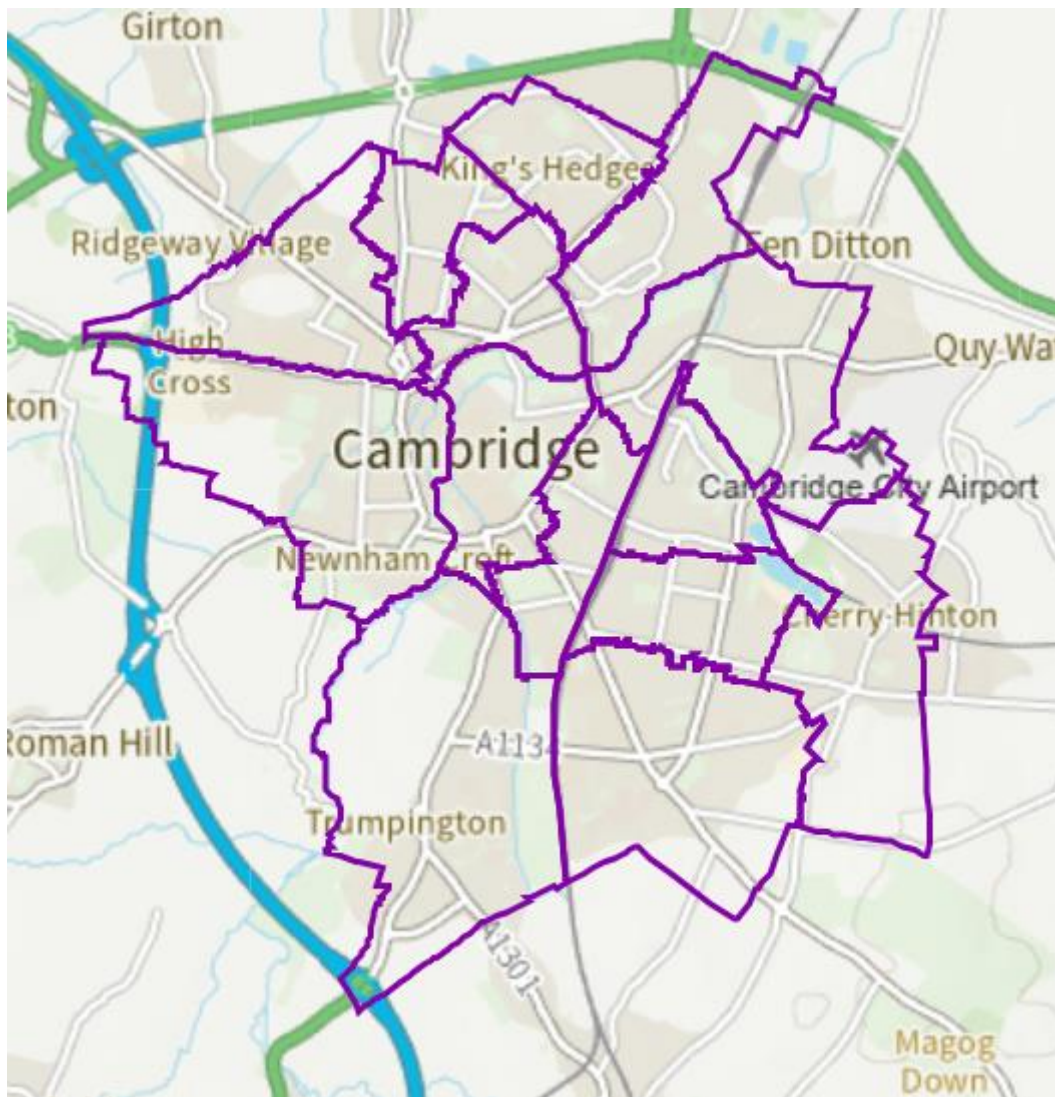 Girton
King's Hedges
Ridgeway Village
Fen Ditton
High
Cross
Quy Wat
ton
Cambridge
Cambridge City Airport
Newnham Croft
Cherry Hinton
Roman Hill
A1134
Trumpington
A1301
Magog
Down